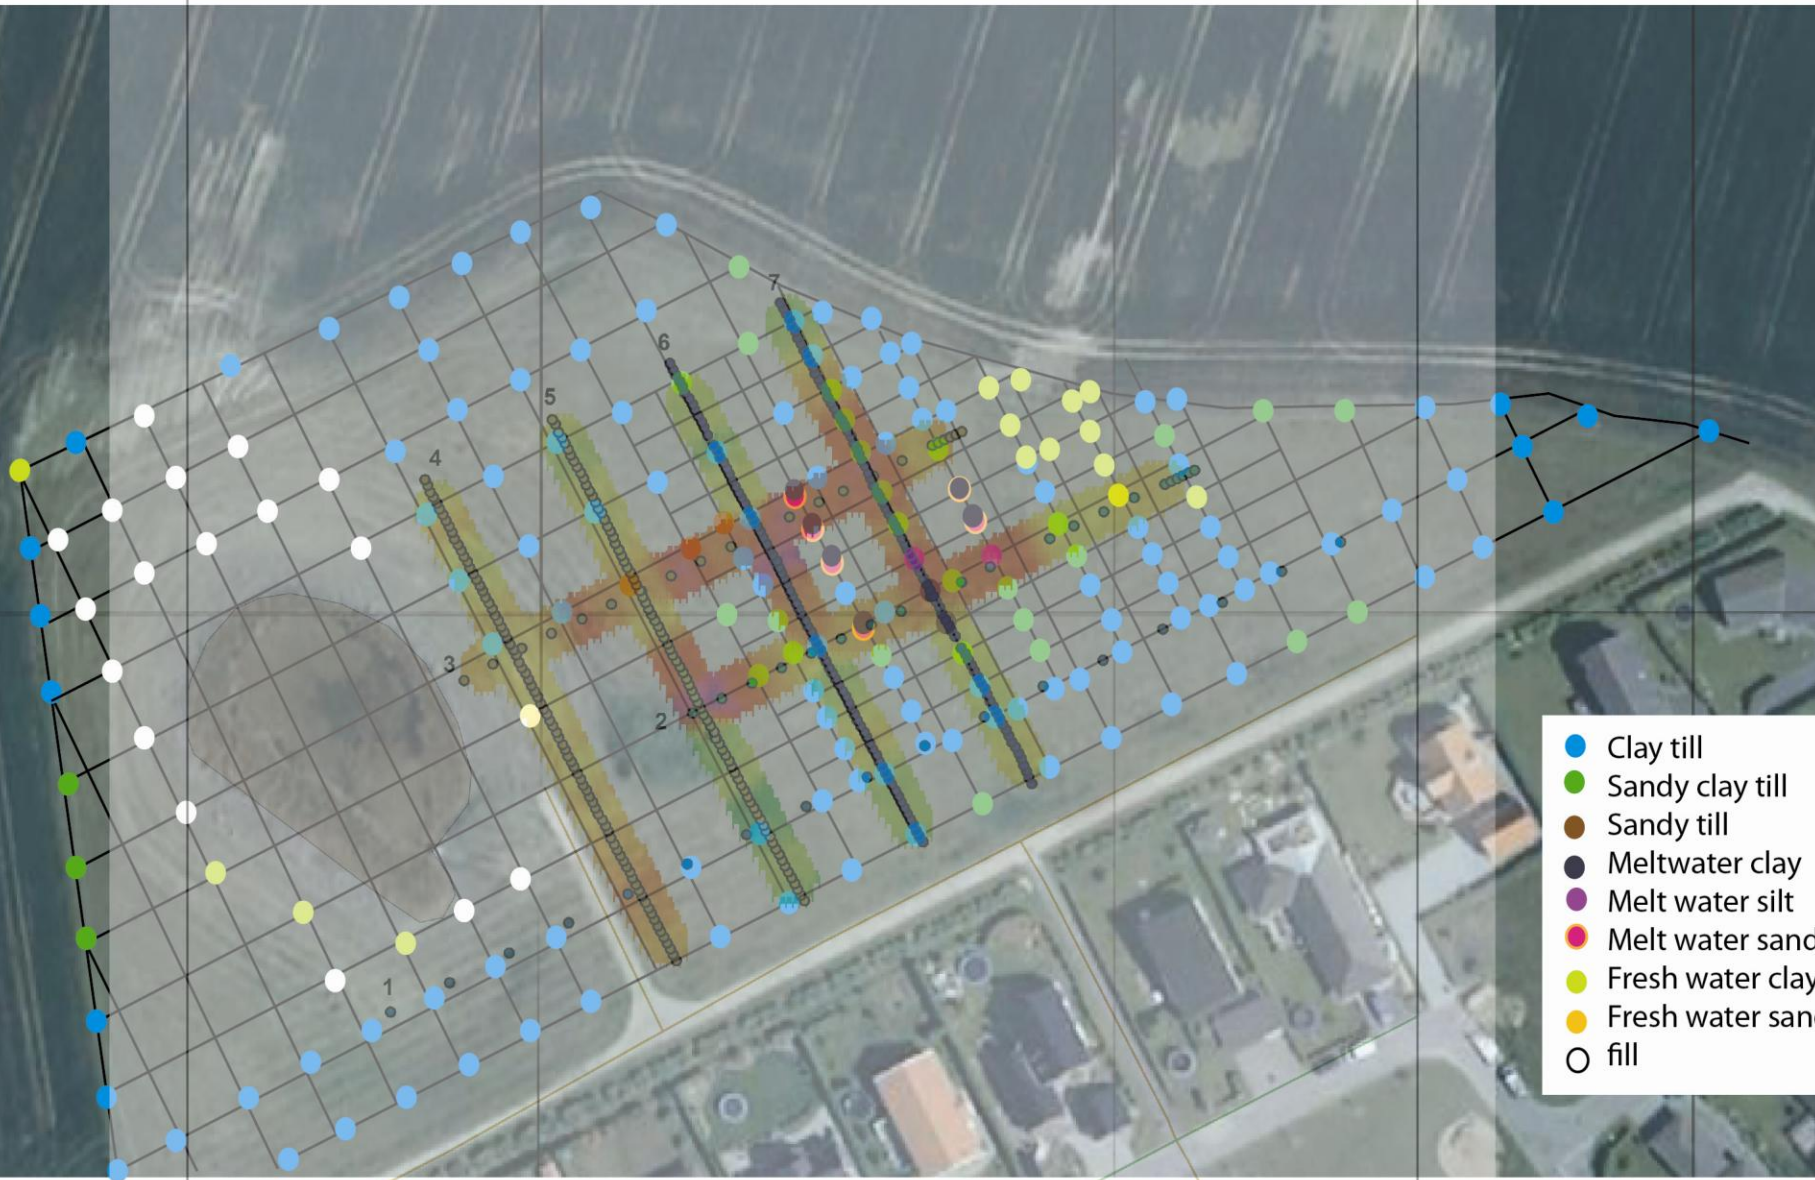 7
6
5
4
3
2
1
Clay till
Sandy clay till
Sandy till
Meltwater clay
Melt water silt
Melt water sand
Fresh water clay
Fresh water san
fill